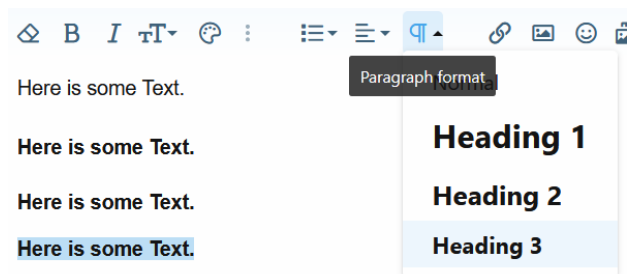 B I TT
Here is some Text.
Here is some Text.
Here is some Text.
Here is some Text.
Paragraph format
Normal
Heading 1
Heading 2
Heading 3